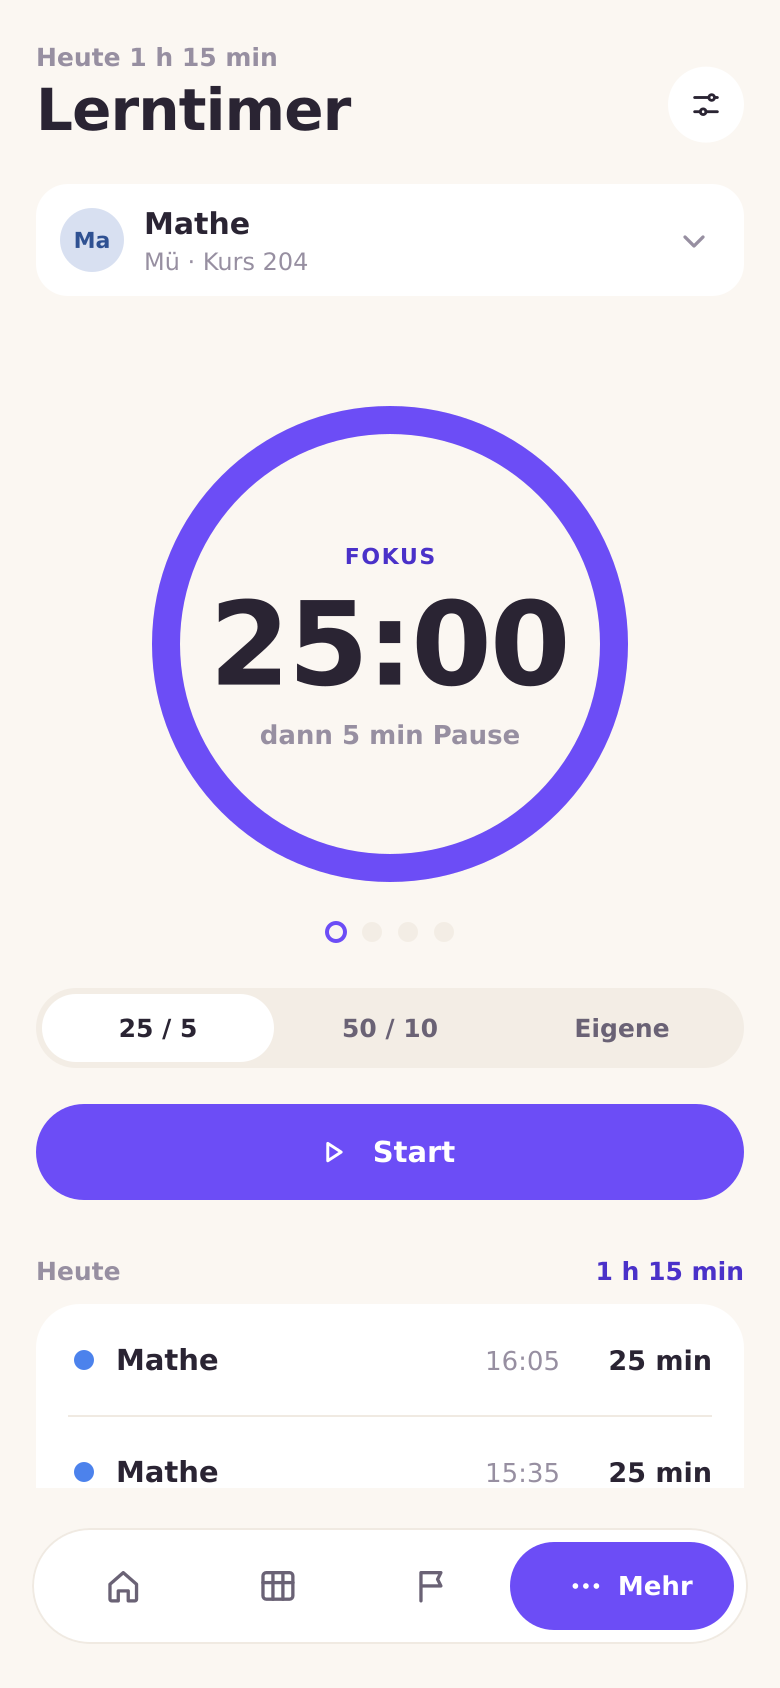 Heute 1 h 15 min
Lerntimer
Ma
Mathe
Mü · Kurs 204
FOKUS
25:00
dann 5 min Pause
25 / 5 50 / 10 Eigene
Start
Heute 1 h 15 min
Mathe 16:05 25 min
Mathe 15:35 25 min
Mehr